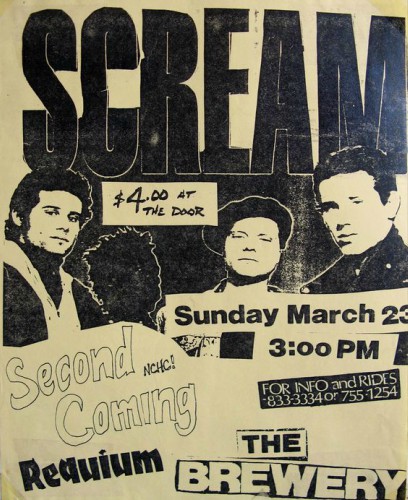 SCREAM
$4.00 AT
THE DOOR
Sunday March 23
3:00 PM
Second
NCHC!
Coming
FOR INFO and RIDES
-833-3334 or 755-1254
Requium
THE
BREWERY